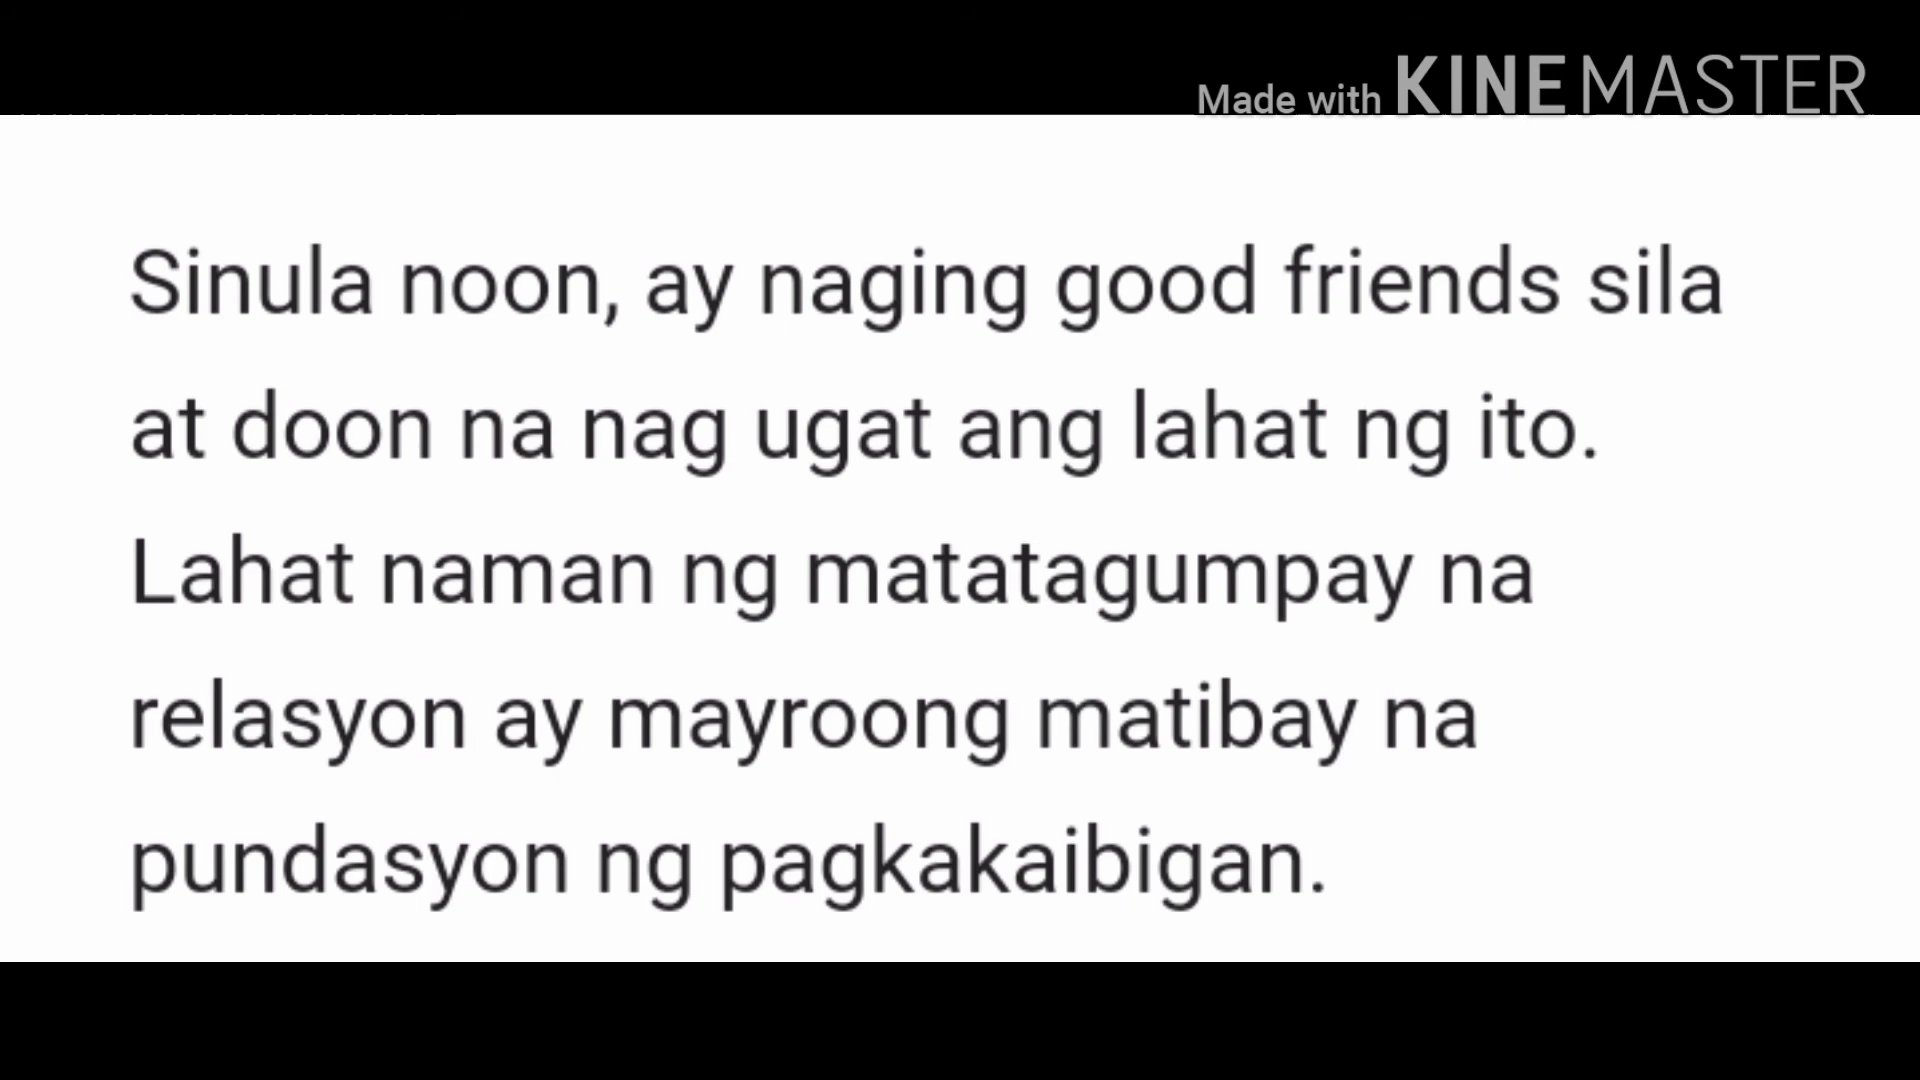 Made with KINEMASTER
Sinula noon, ay naging good friends sila
at doon na nag ugat ang lahat ng ito.
Lahat naman ng matatagumpay na
relasyon ay mayroong matibay na
pundasyon ng pagkakaibigan.